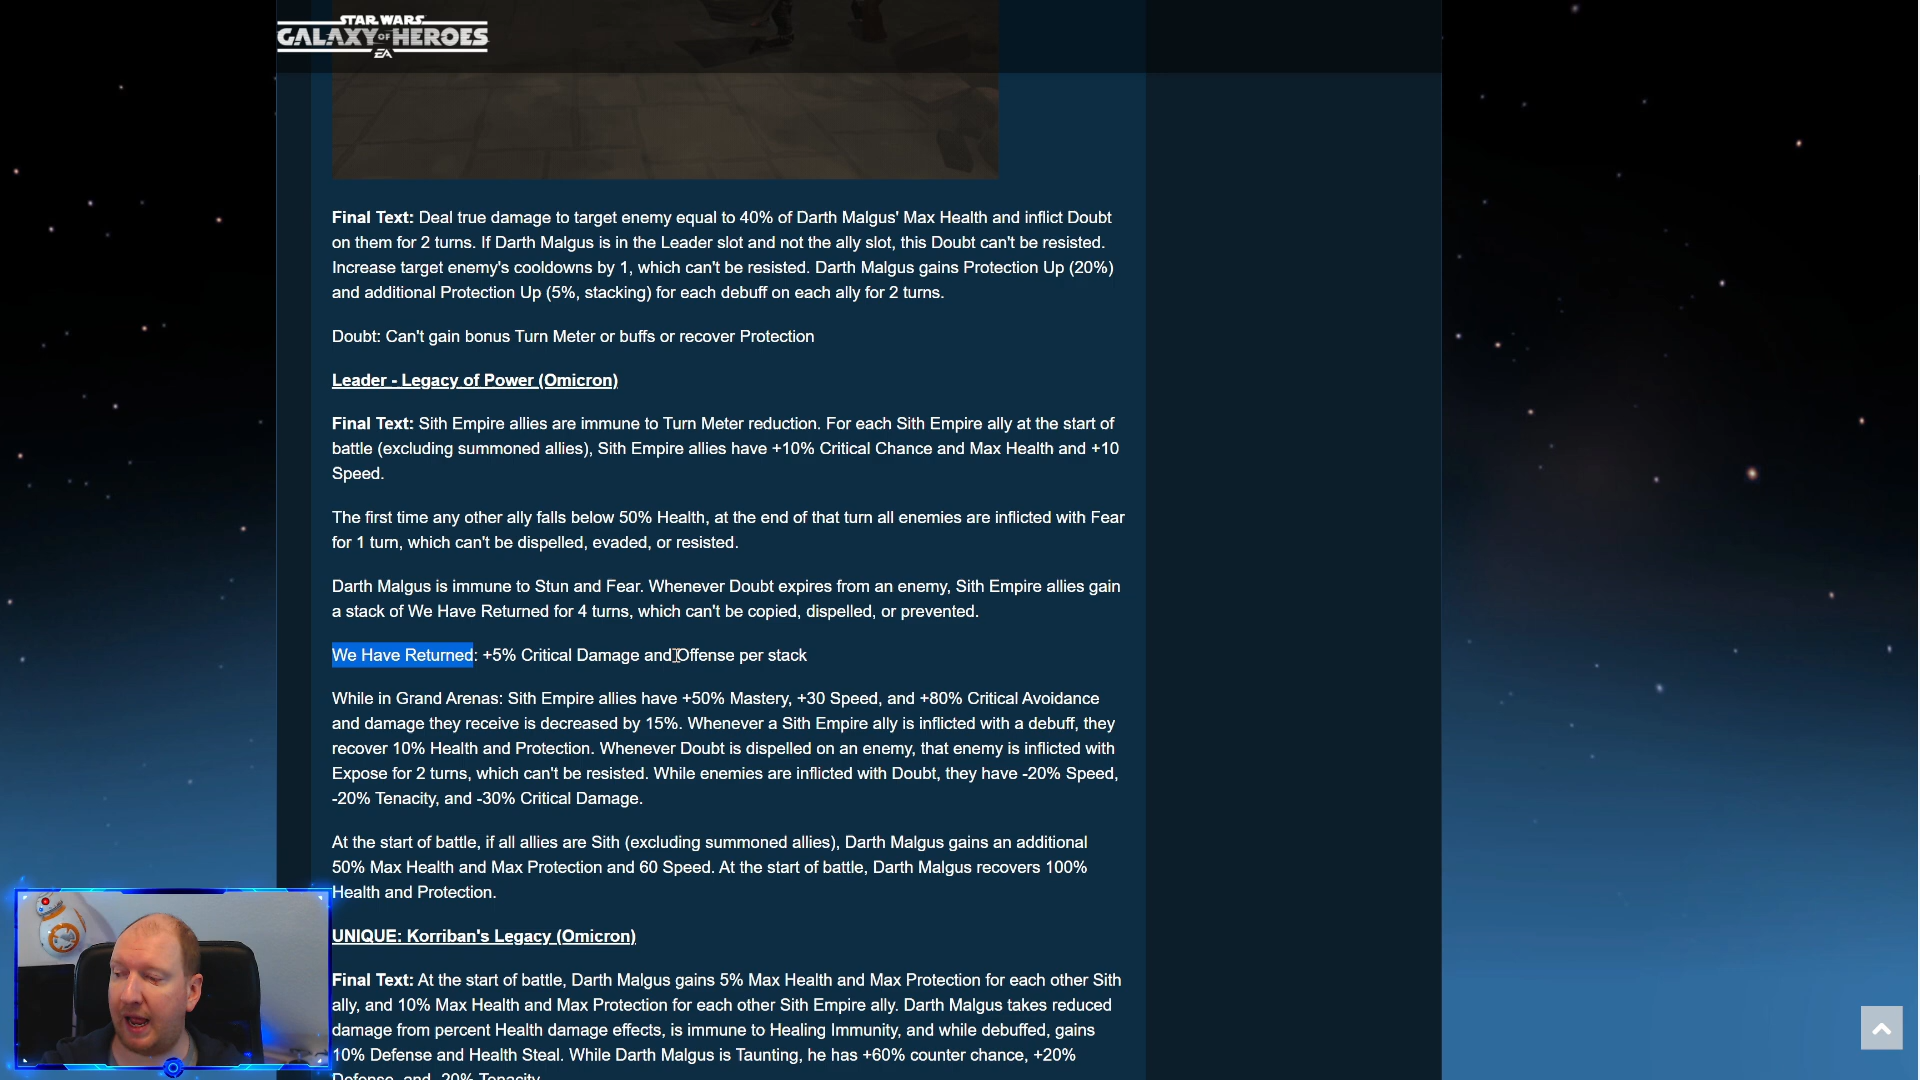 STAR WARS
GALAXY OF HEROES
EA
Final Text: Deal true damage to target enemy equal to 40% of Darth Malgus' Max Health and inflict Doubt
on them for 2 turns. If Darth Malgus is in the Leader slot and not the ally slot, this Doubt can't be resisted.
Increase target enemy's cooldowns by 1, which can't be resisted. Darth Malgus gains Protection Up (20%)
and additional Protection Up (5%, stacking) for each debuff on each ally for 2 turns.
Doubt: Can't gain bonus Turn Meter or buffs or recover Protection
Leader - Legacy of Power (Omicron)
Final Text: Sith Empire allies are immune to Turn Meter reduction. For each Sith Empire ally at the start of
battle (excluding summoned allies), Sith Empire allies have +10% Critical Chance and Max Health and +10
Speed.
The first time any other ally falls below 50% Health, at the end of that turn all enemies are inflicted with Fear
for 1 turn, which can't be dispelled, evaded, or resisted.
Darth Malgus is immune to Stun and Fear. Whenever Doubt expires from an enemy, Sith Empire allies gain
a stack of We Have Returned for 4 turns, which can't be copied, dispelled, or prevented.
We Have Returned: +5% Critical Damage and Offense per stack
While in Grand Arenas: Sith Empire allies have +50% Mastery, +30 Speed, and +80% Critical Avoidance
and damage they receive is decreased by 15%. Whenever a Sith Empire ally is inflicted with a debuff, they
recover 10% Health and Protection. Whenever Doubt is dispelled on an enemy, that enemy is inflicted with
Expose for 2 turns, which can't be resisted. While enemies are inflicted with Doubt, they have -20% Speed,
-20% Tenacity, and -30% Critical Damage.
At the start of battle, if all allies are Sith (excluding summoned allies), Darth Malgus gains an additional
50% Max Health and Max Protection and 60 Speed. At the start of battle, Darth Malgus recovers 100%
Health and Protection.
UNIQUE: Korriban's Legacy (Omicron)
Final Text: At the start of battle, Darth Malgus gains 5% Max Health and Max Protection for each other Sith
ally, and 10% Max Health and Max Protection for each other Sith Empire ally. Darth Malgus takes reduced
damage from percent Health damage effects, is immune to Healing Immunity, and while debuffed, gains
10% Defense and Health Steal. While Darth Malgus is Taunting, he has +60% counter chance, +20%
Defense, and -20% Tenacity.